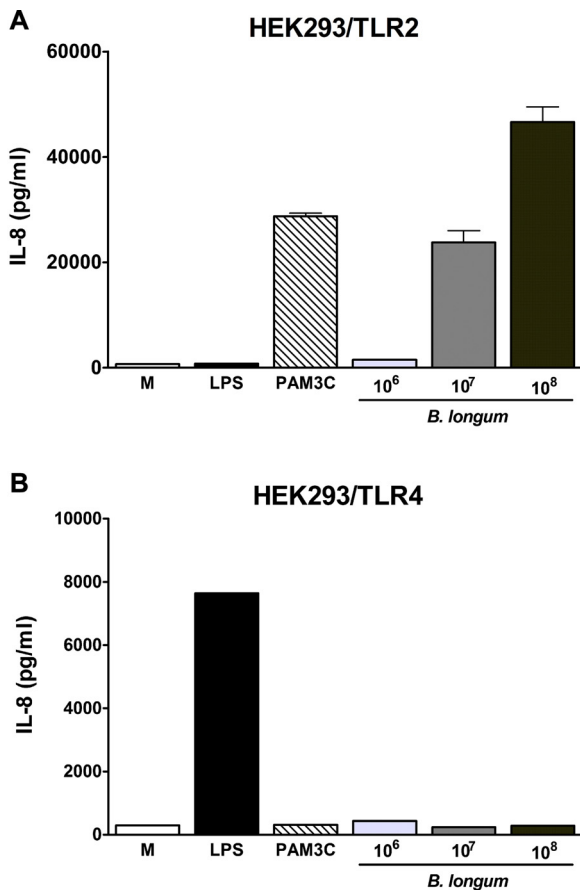 A
HEK293/TLR2
IL-8 (pg/ml)
60000
40000
20000
0
M LPS PAM3C 10⁶ 10⁷ 10⁸
B. longum
B
HEK293/TLR4
IL-8 (pg/ml)
10000
8000
6000
4000
2000
0
M LPS PAM3C 10⁶ 10⁷ 10⁸
B. longum